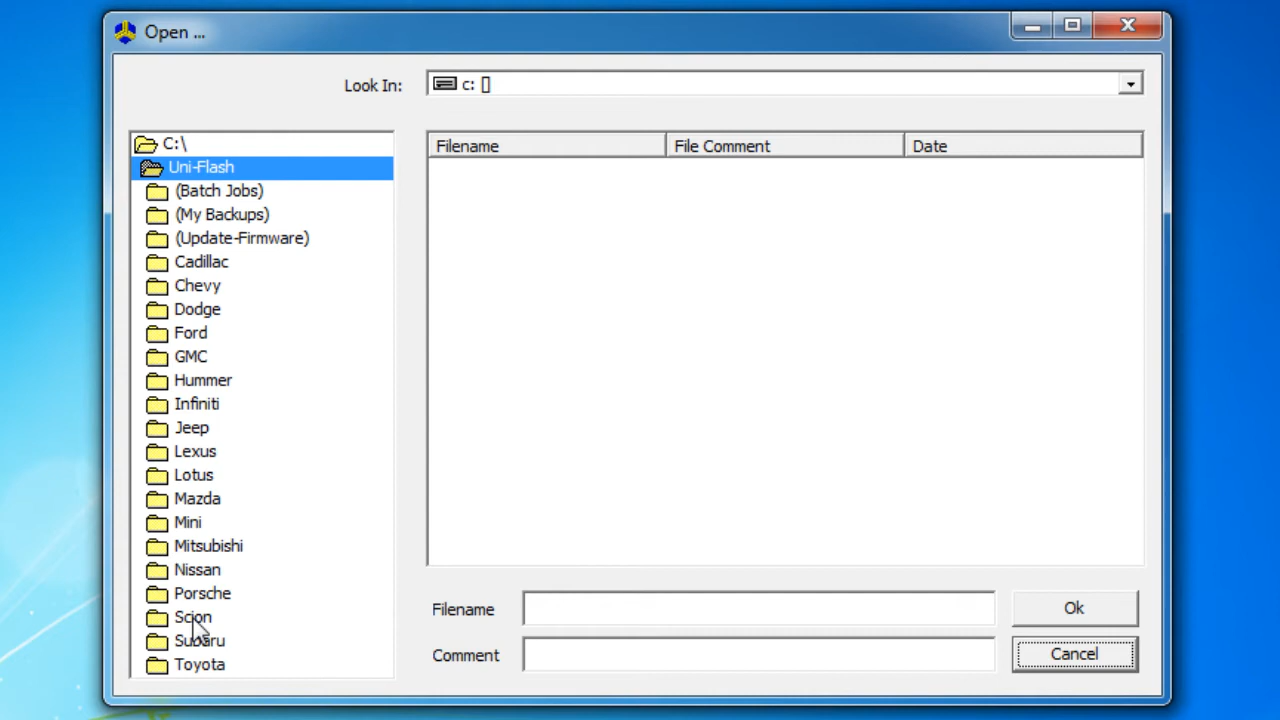 Open ...
Look In:
c: []
C:\
Uni-Flash
(Batch Jobs)
(My Backups)
(Update-Firmware)
Cadillac
Chevy
Dodge
Ford
GMC
Hummer
Infiniti
Jeep
Lexus
Lotus
Mazda
Mini
Mitsubishi
Nissan
Porsche
Scion
Subaru
Toyota
Filename File Comment Date
Filename
Ok
Comment
Cancel